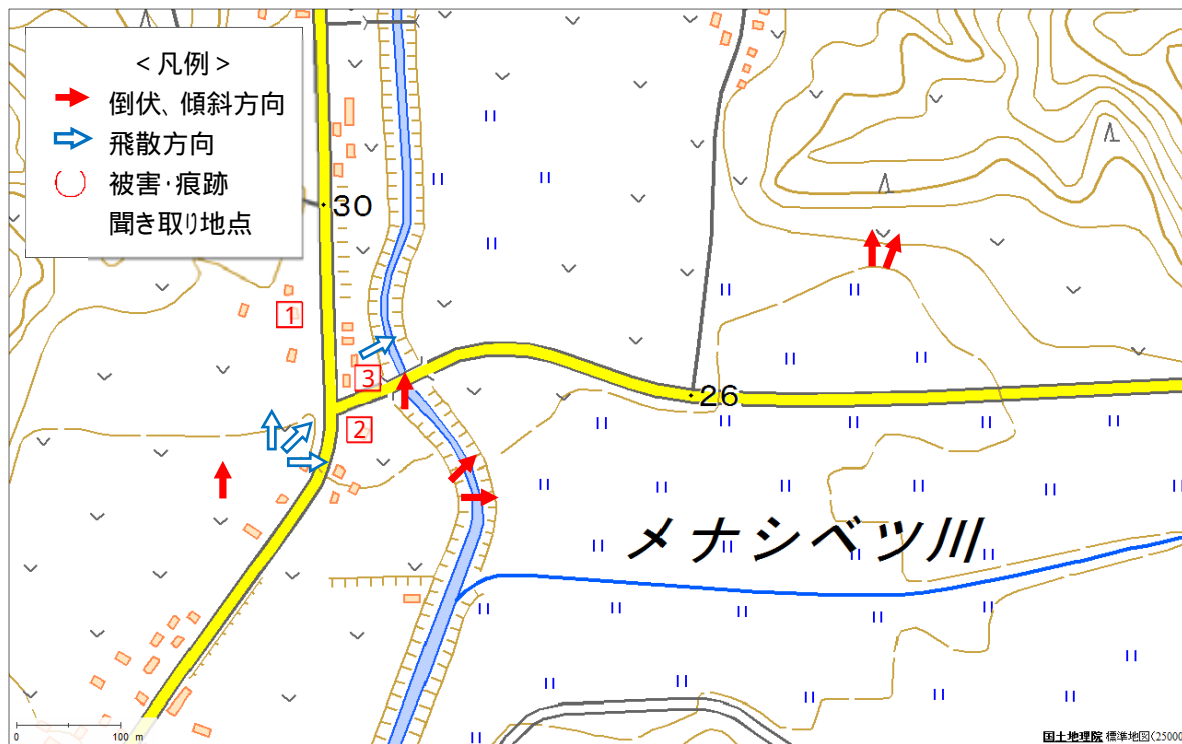 <凡例>
倒伏、傾斜方向
飛散方向
被害・痕跡
聞き取り地点
30
1
3
26
2
メナシベツ川
0 100 m
国土地理院 標準地図(25000